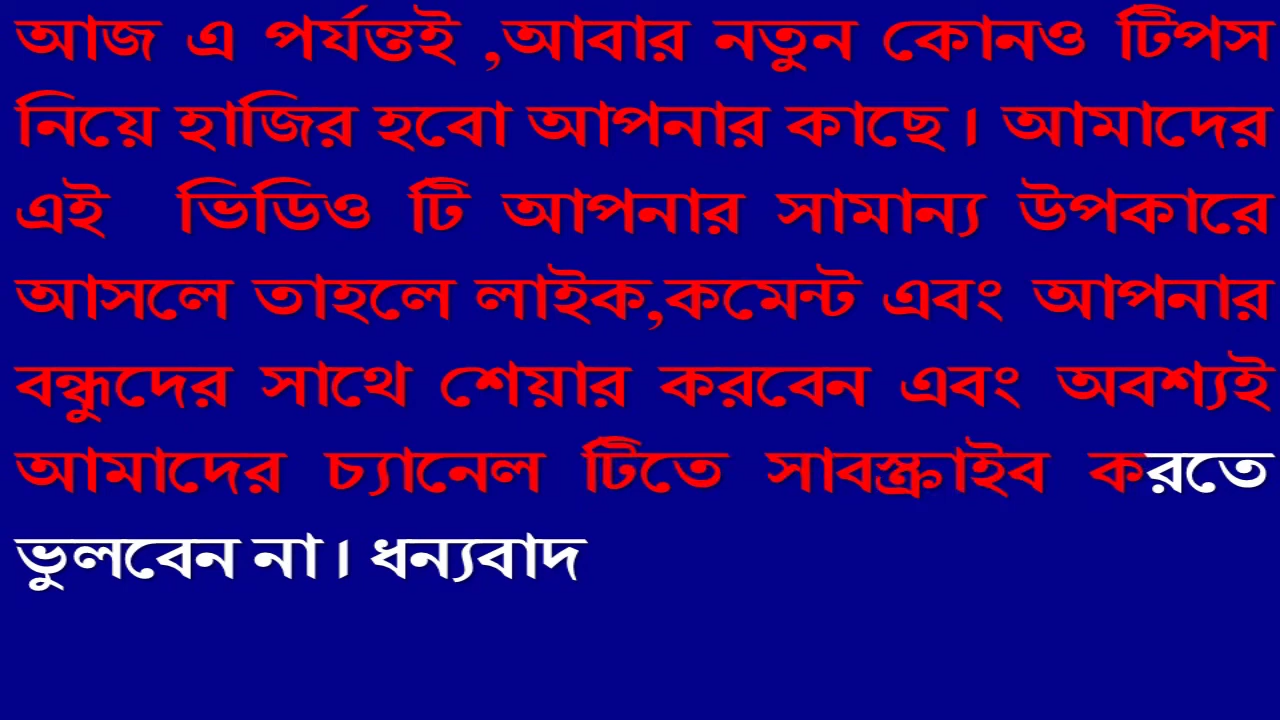 আজ এ পর্যন্তই ,আবার নতুন কোনও টিপস
নিয়ে হাজির হবো আপনার কাছে। আমাদের
এই ভিডিও টি আপনার সামান্য উপকারে
আসলে তাহলে লাইক,কমেন্ট এবং আপনার
বন্ধুদের সাথে শেয়ার করবেন এবং অবশ্যই
আমাদের চ্যানেল টিতে সাবস্ক্রাইব করতে
ভুলবেন না। ধন্যবাদ